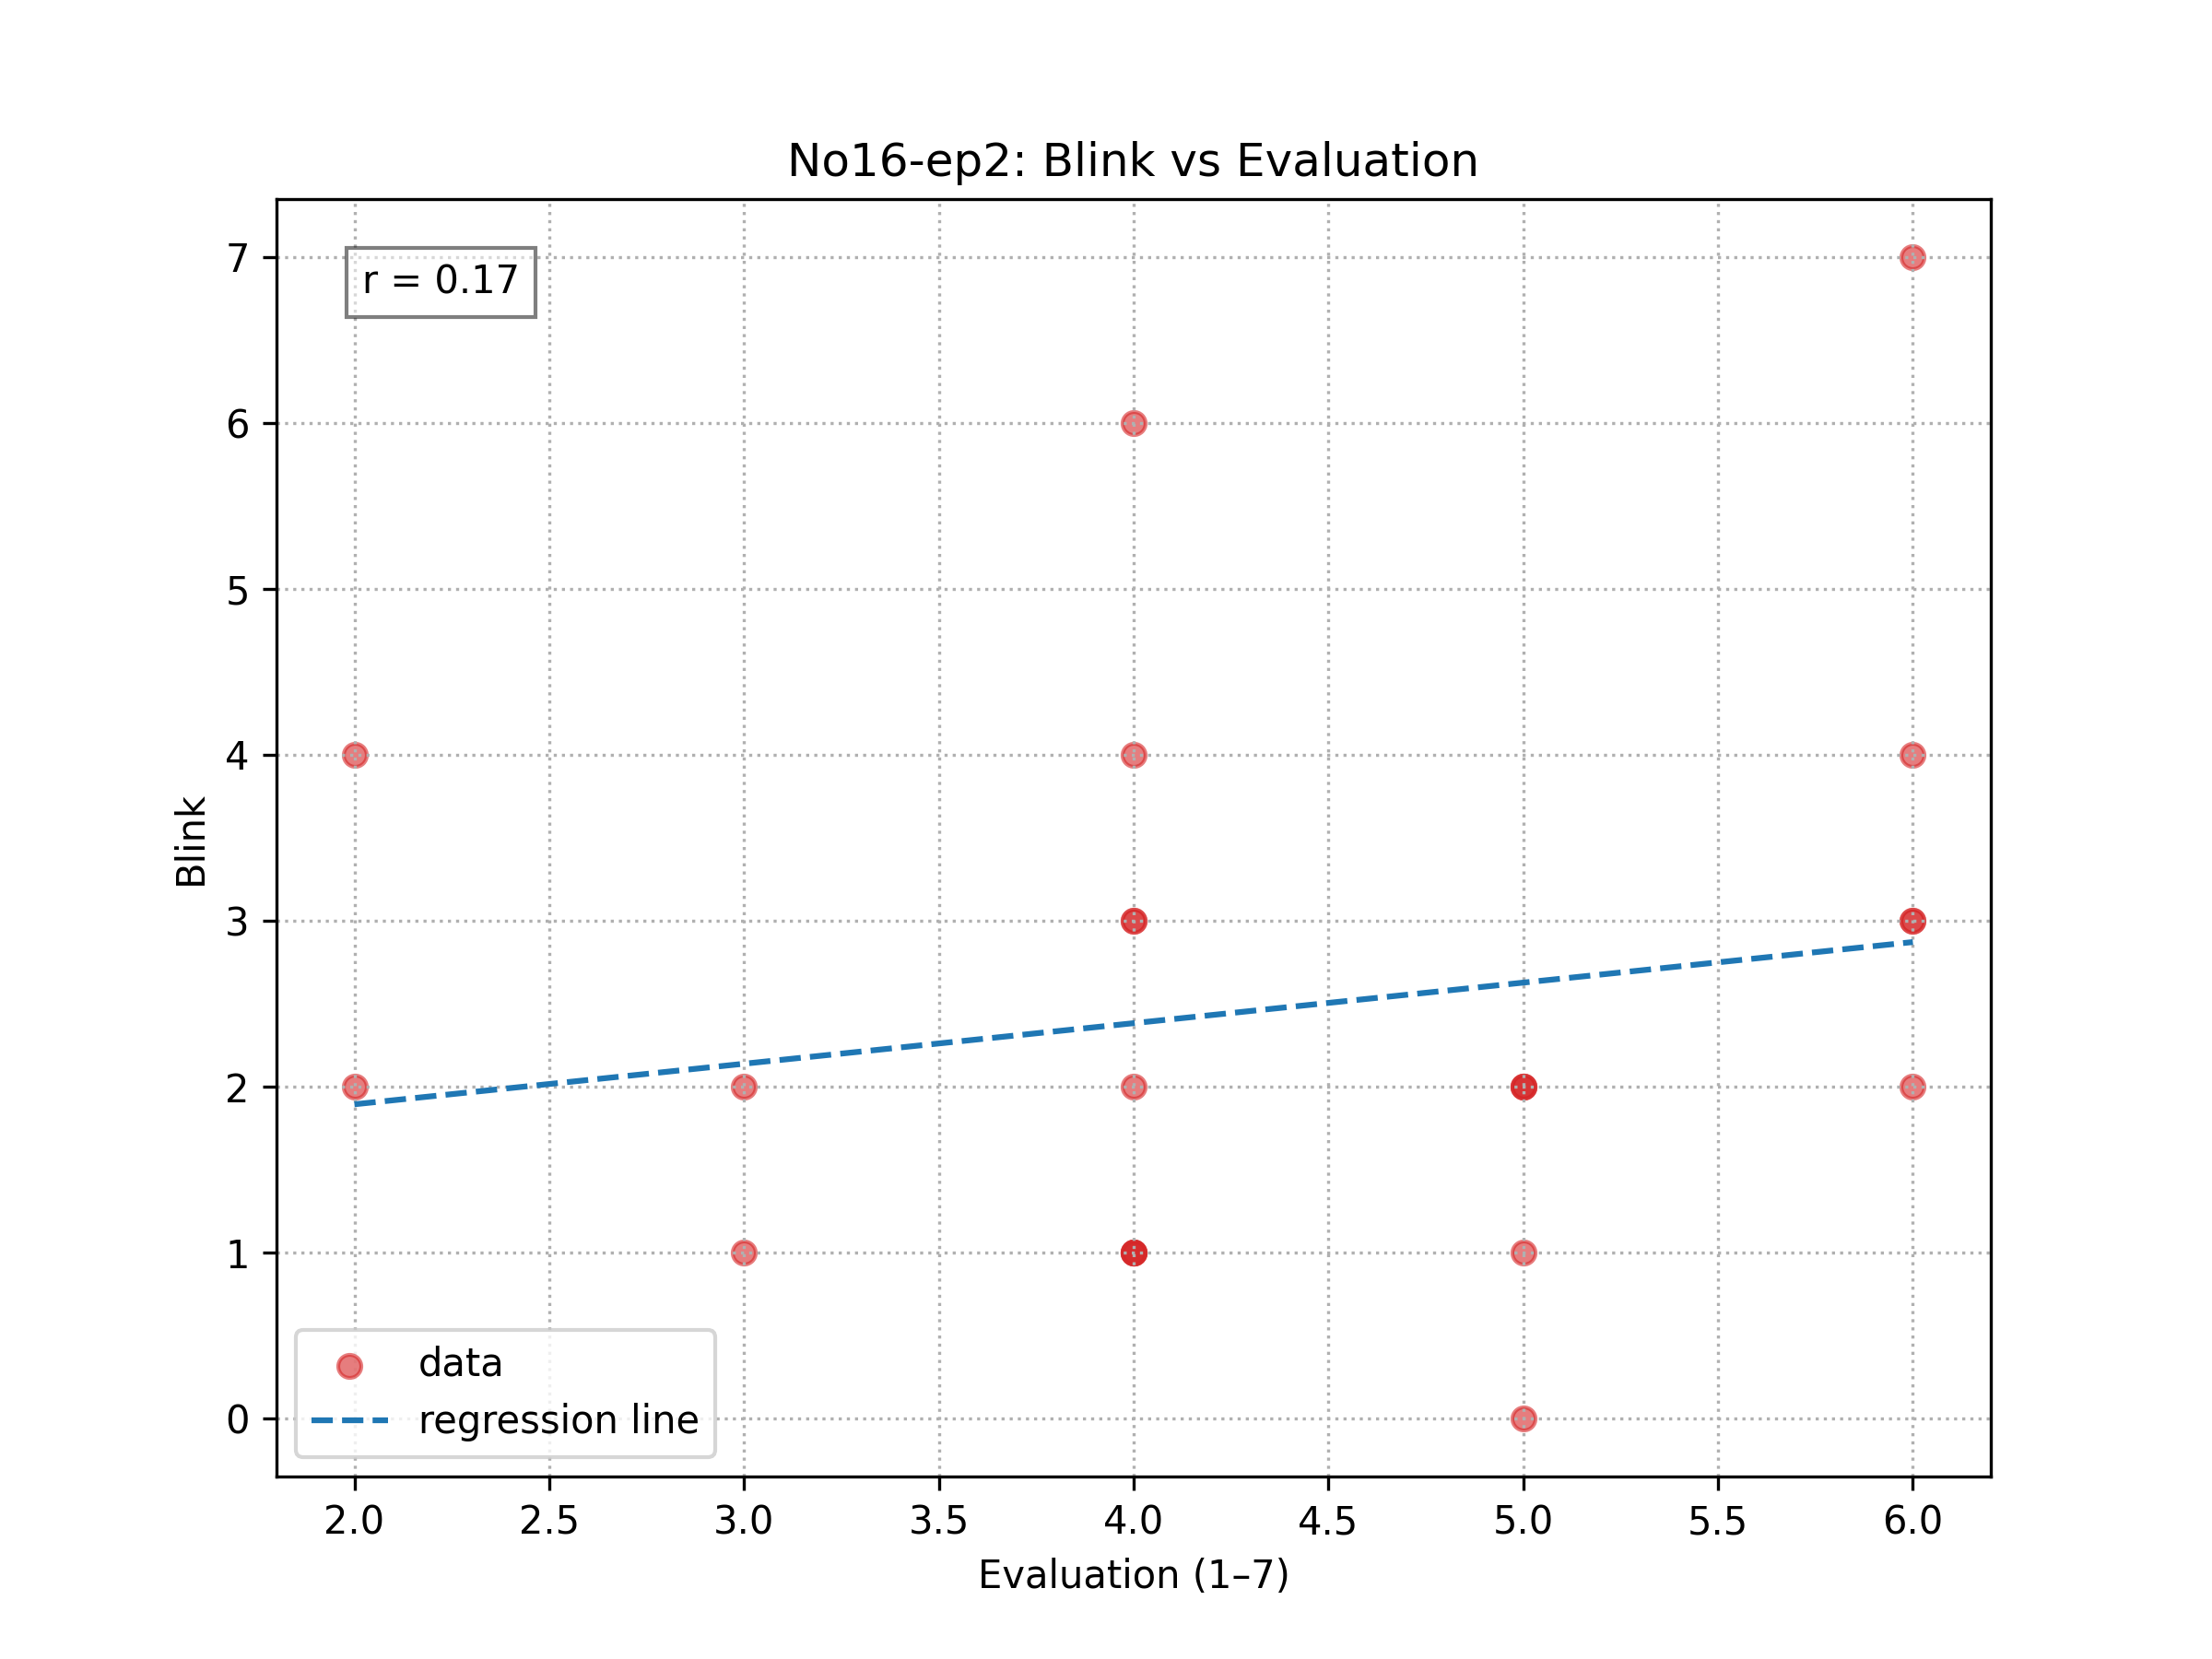 No16-ep2: Blink vs Evaluation
r = 0.17
7
6
5
4
3
2
1
0
Blink
data
regression line
2.0 2.5 3.0 3.5 4.0 4.5 5.0 5.5 6.0
Evaluation (1–7)